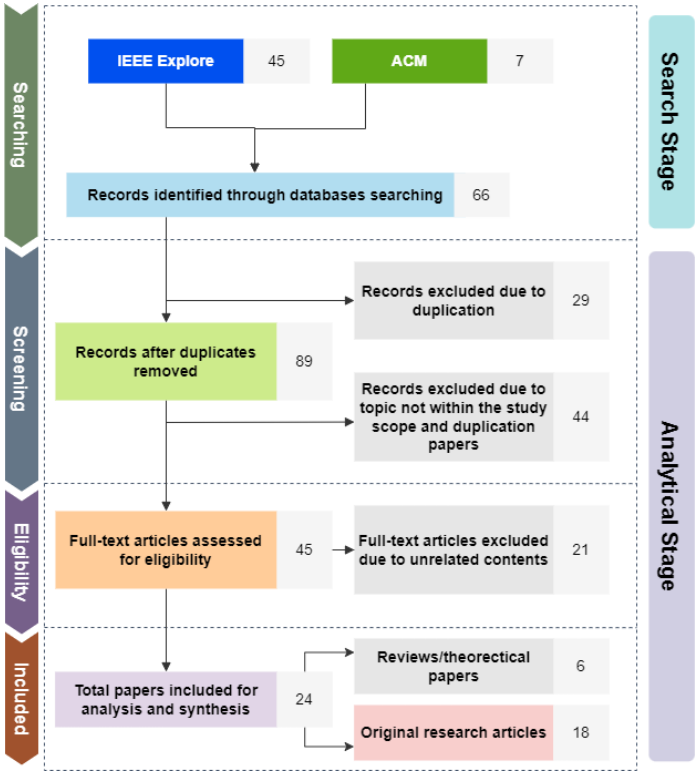 Searching
IEEE Explore
45
ACM
7
Search Stage
Records identified through databases searching
66
Screening
Records excluded due to
duplication
29
Records after duplicates
removed
89
Records excluded due to
topic not within the study
scope and duplication
papers
44
Analytical Stage
Eligibility
Full-text articles assessed
for eligibility
45
Full-text articles excluded
due to unrelated contents
21
Included
Total papers included for
analysis and synthesis
24
Reviews/theorectical
papers
6
Original research articles
18